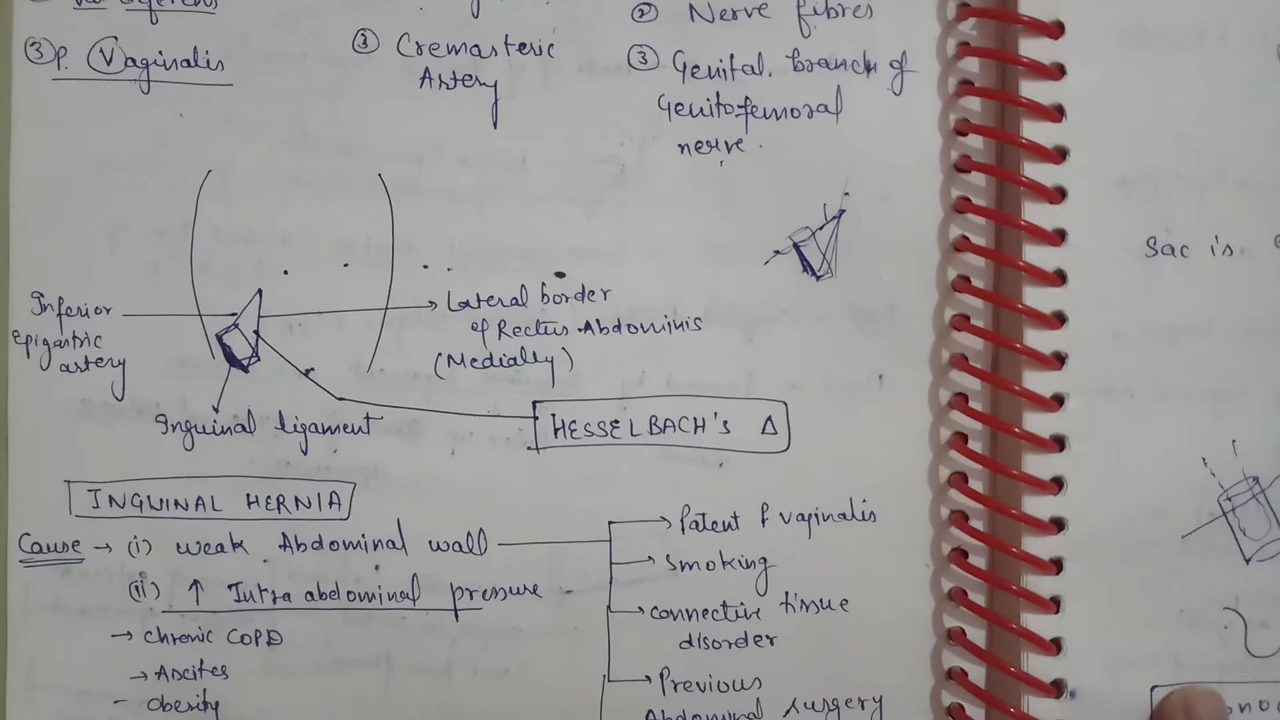 ② Nerve fibres
③ P. Vaginalis
③ Cremasteric
Artery
③ Genital. branch of
Genitofemoral
nerve.
Inferior
Epigastric
artery
Lateral border
of Rectus Abdominis
(Medially)
Inguinal ligament
HESSELBACH'S Δ
INGUINAL HERNIA
Cause → (i) weak Abdominal wall
(ii) ↑ Intra abdominal pressure
→ chronic COPD
→ Ascites
- Obesity
→ Patent P vaginalis
→ smoking
→ connective tissue
disorder
→ Previous
Abdominal surgery
Sac is